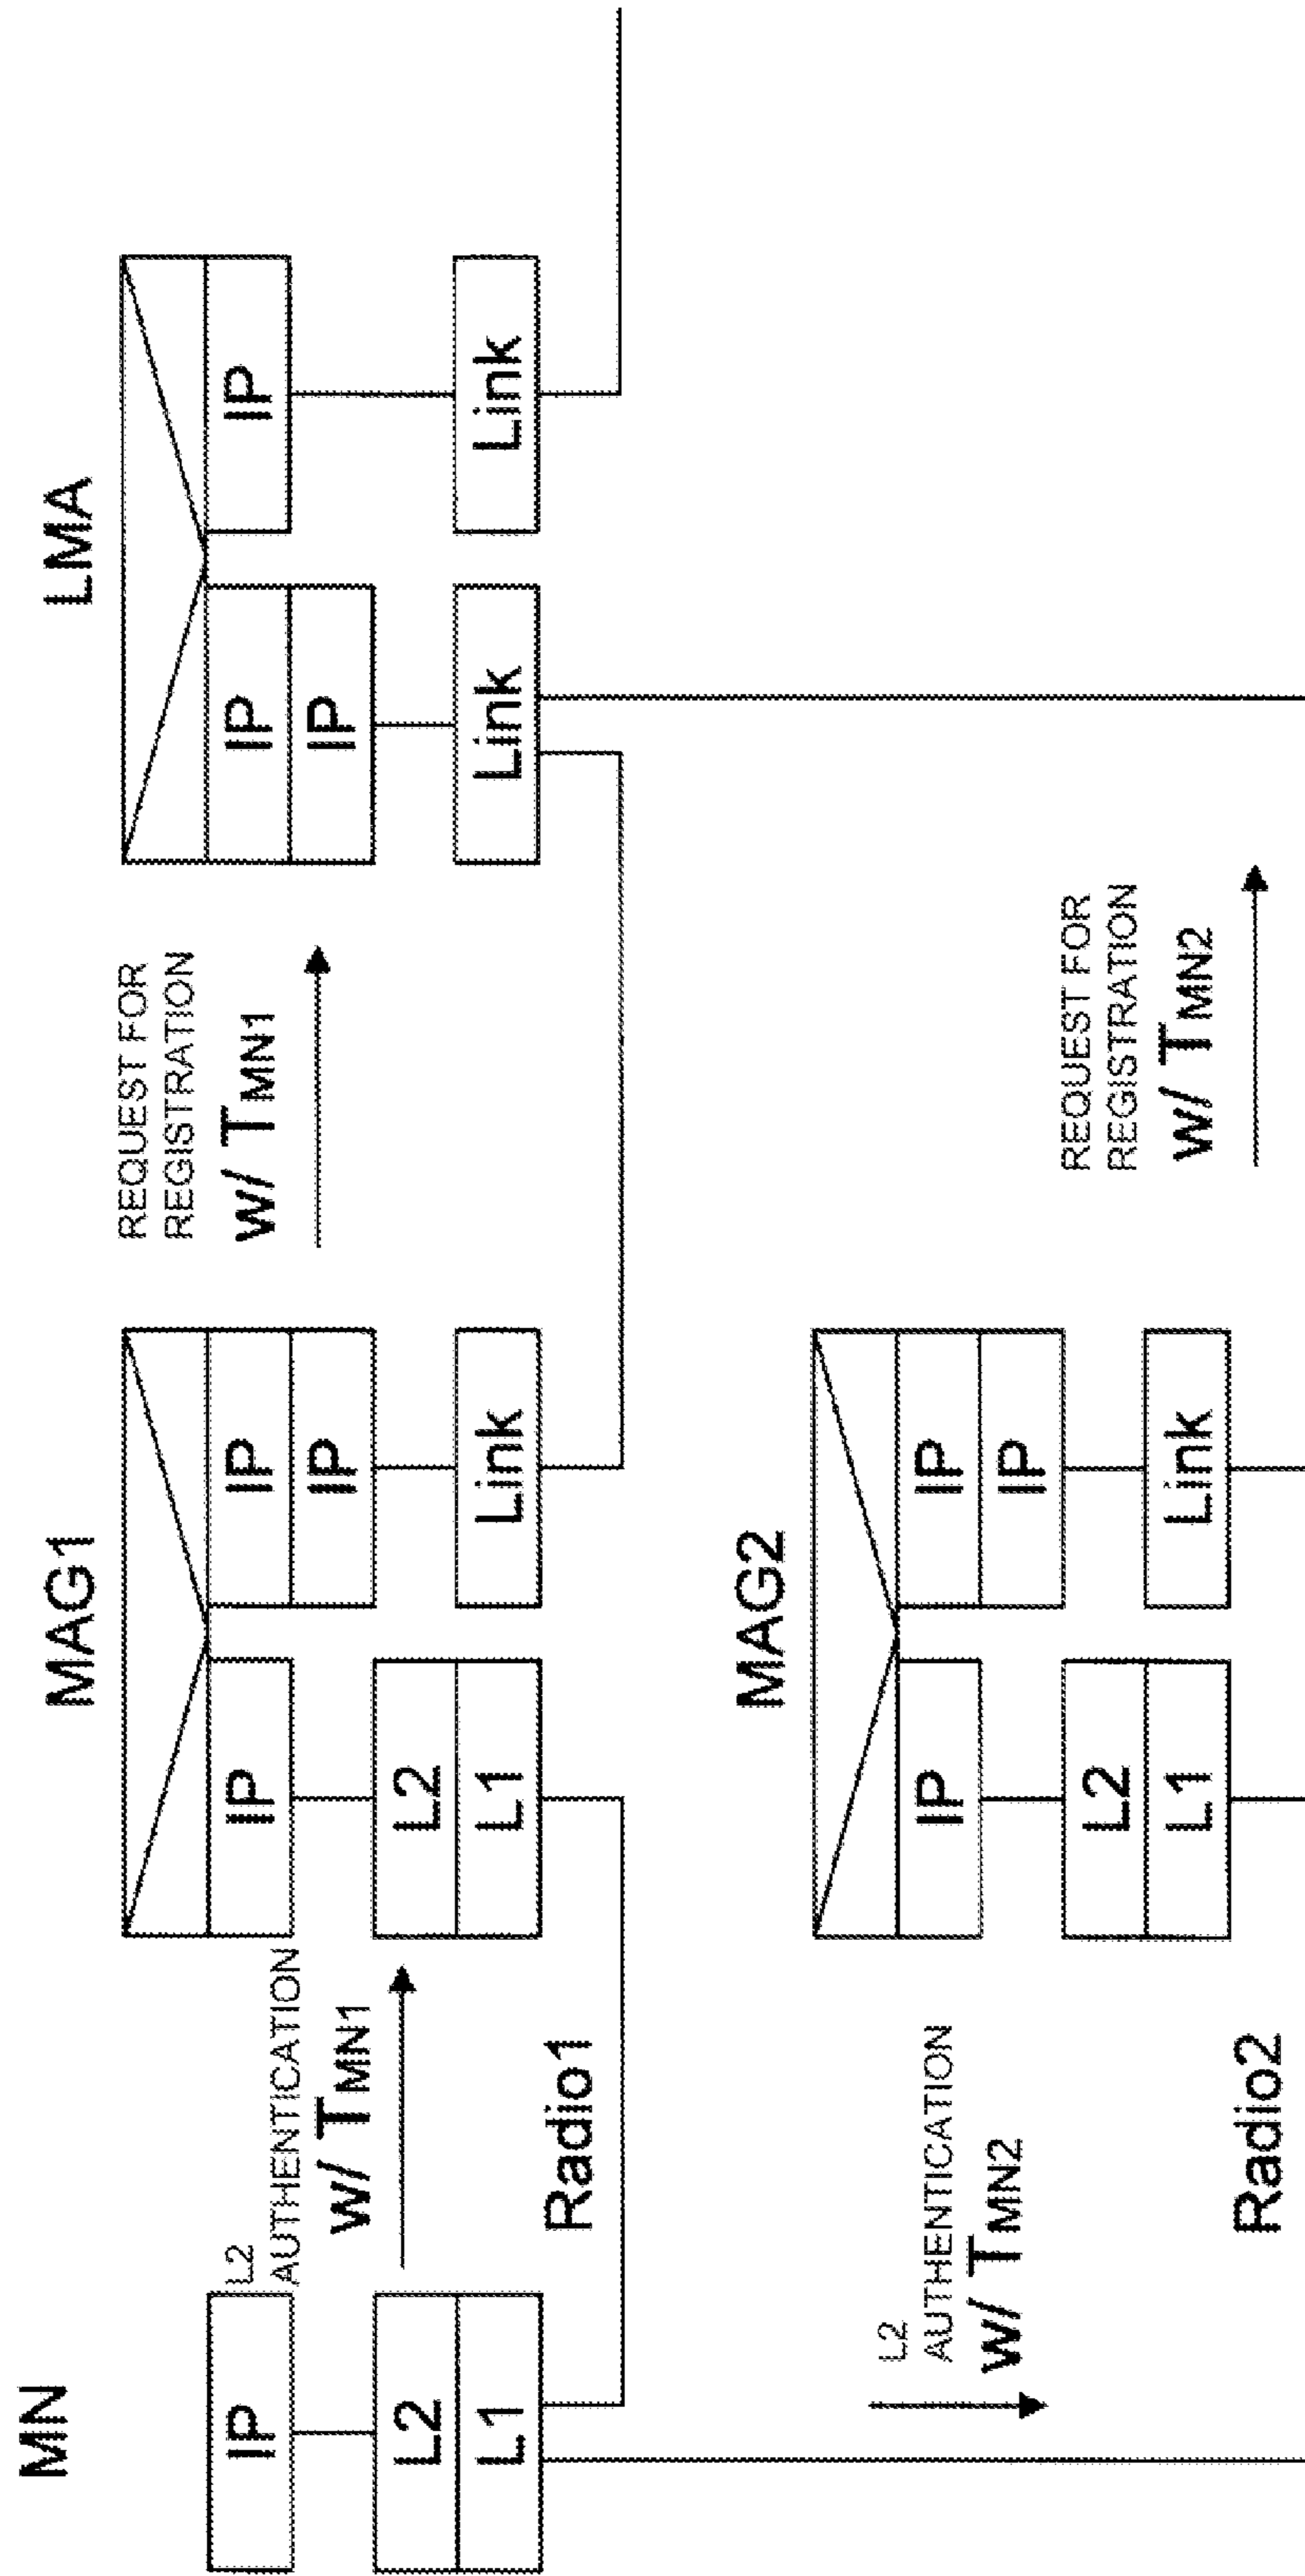 MN
MAG1
LMA
IP
L2
AUTHENTICATION
w/ TMN1
L2
L1
Radio1
IP
L2
L1
IP
IP
Link
REQUEST FOR
REGISTRATION
w/ TMN1
IP
IP
Link
IP
Link
L2
AUTHENTICATION
w/ TMN2
Radio2
MAG2
IP
L2
L1
IP
IP
Link
REQUEST FOR
REGISTRATION
w/ TMN2